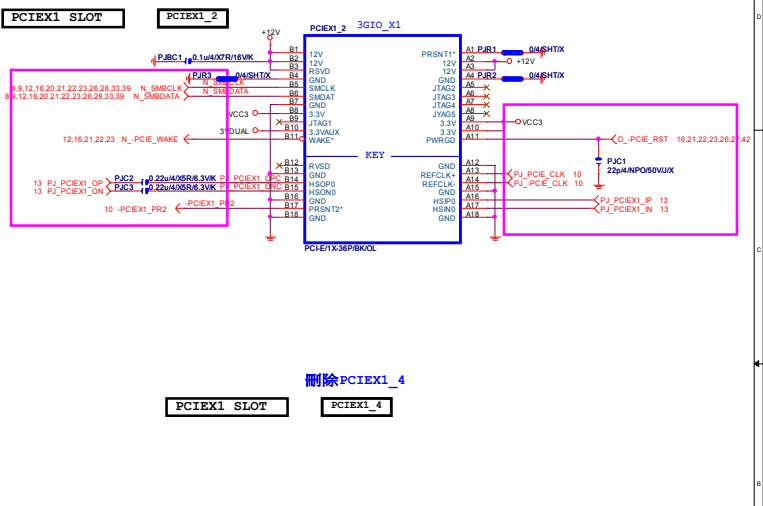 PCIEX1 SLOT
PCIEX1_2
+12V
PCIEX1_2
3GIO_X1
PJBC1
0.1u/4/X7R/16V/K
PJR3
0/4/SHT/X
8,9,12,16,20,21,22,23,26,28,33,39 N_SMBCLK
N_SMBCLK
8,9,12,16,20,21,22,23,26,28,33,39 N_SMBDATA
N_SMBDATA
VCC3
3VDUAL
12,16,21,22,23 N_-PCIE_WAKE
13 PJ_PCIEX1_OP
PJC2
0.22u/4/X5R/6.3V/K
PJ_PCIEX1_OPC
13 PJ_PCIEX1_ON
PJC3
0.22u/4/X5R/6.3V/K
PJ_PCIEX1_ONC
10 -PCIEX1_PR2
-PCIEX1_PR2
B1 12V
B2 12V
B3 RSVD
B4 GND
B5 SMCLK
B6 SMDAT
B7 GND
B8 3.3V
B9 JTAG1
B10 3.3VAUX
B11 WAKE*
KEY
B12 RVSD
B13 GND
B14 HSOP0
B15 HSON0
B16 GND
B17 PRSNT2*
B18 GND
PRSNT1* A1
12V A2
12V A3
GND A4
JTAG2 A5
JTAG3 A6
JTAG4 A7
JYAG5 A8
3.3V A9
3.3V A10
PWRGD A11
GND A12
REFCLK+ A13
REFCLK- A14
GND A15
HSIP0 A16
HSIN0 A17
GND A18
PCI-E/1X-36P/BK/OL
PJR1
0/4/SHT/X
+12V
PJR2
0/4/SHT/X
VCC3
O_-PCIE_RST 16,21,22,23,26,27,42
PJC1
22p/4/NPO/50V/J/X
PJ_PCIE_CLK 10
PJ_-PCIE_CLK 10
PJ_PCIEX1_IP 13
PJ_PCIEX1_IN 13
刪除PCIEX1_4
PCIEX1 SLOT
PCIEX1_4
D
C
B